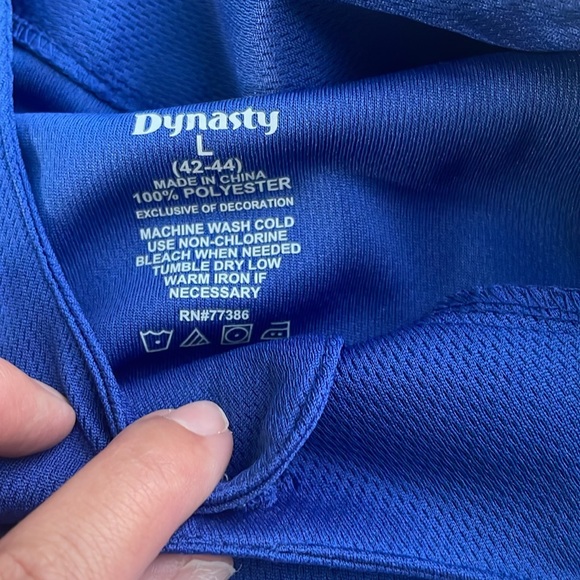 Dynasty
L
(42-44)
MADE IN CHINA
100% POLYESTER
EXCLUSIVE OF DECORATION
MACHINE WASH COLD
USE NON-CHLORINE
BLEACH WHEN NEEDED
TUMBLE DRY LOW
WARM IRON IF
NECESSARY
RN#77386